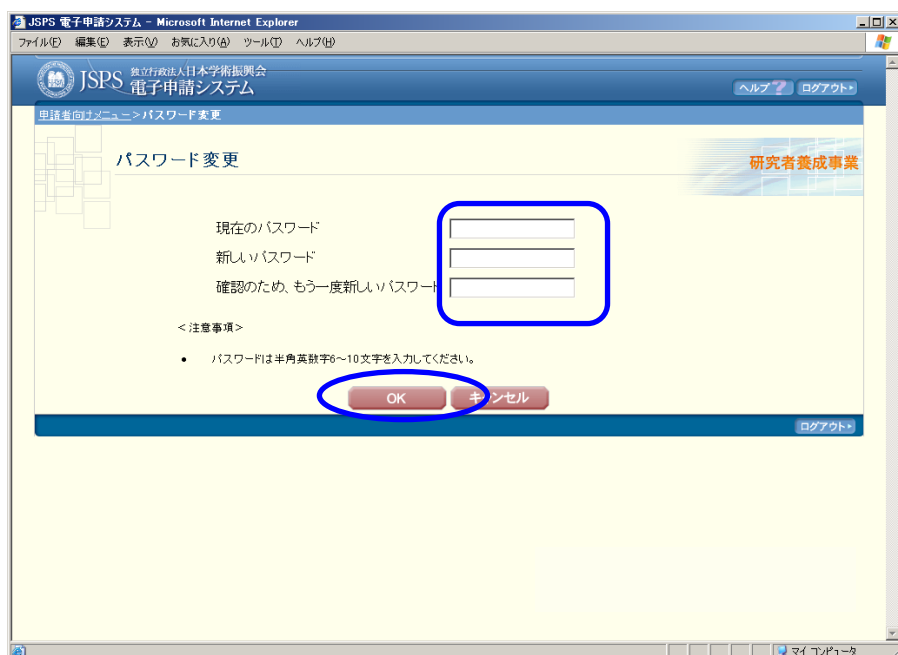 JSPS 電子申請システム - Microsoft Internet Explorer
ファイル(F) 編集(E) 表示(V) お気に入り(A) ツール(T) ヘルプ(H)
JSPS 独立行政法人日本学術振興会
電子申請システム
ヘルプ ? ログアウト
申請者向けメニュー>パスワード変更
パスワード変更
研究者養成事業
現在のパスワード
新しいパスワード
確認のため、もう一度新しいパスワード
<注意事項>
• パスワードは半角英数字6~10文字を入力してください。
OK キャンセル
ログアウト
マイ コンピュータ